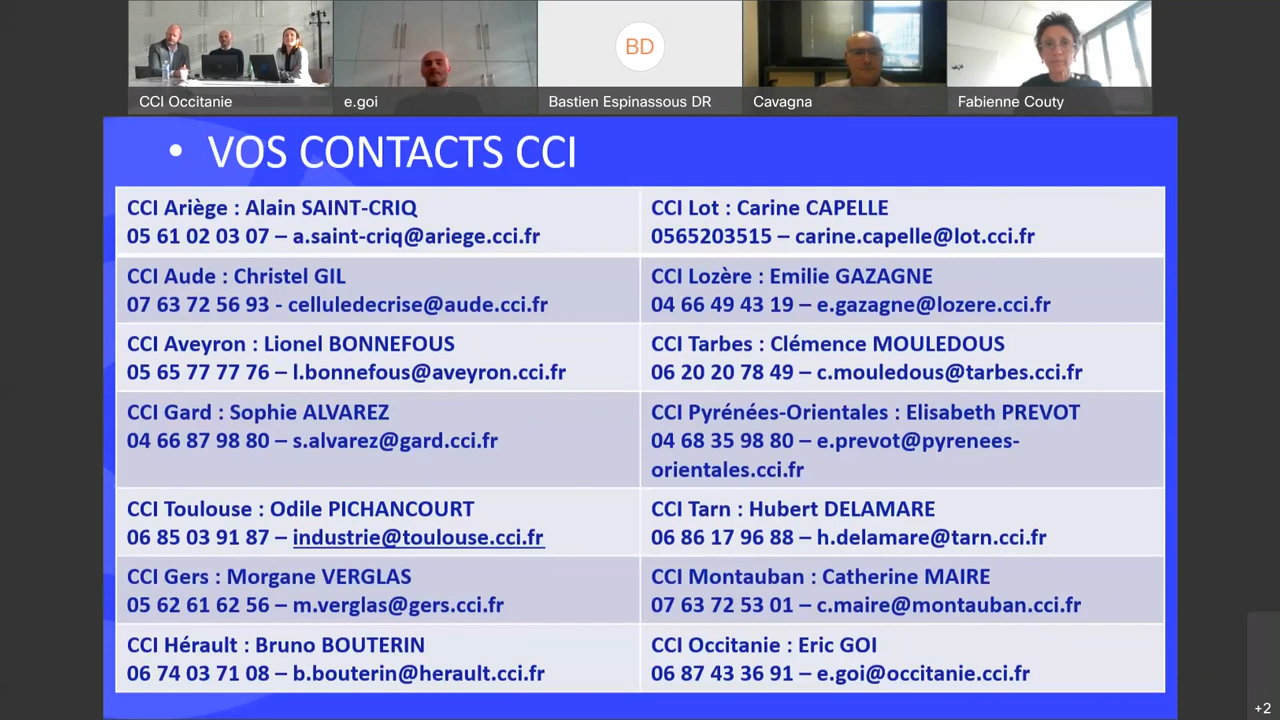 CCI Occitanie
e.goi
BD
Bastien Espinassous DR
Cavagna
Fabienne Couty
• VOS CONTACTS CCI
CCI Ariège : Alain SAINT-CRIQ
05 61 02 03 07 – a.saint-criq@ariege.cci.fr
CCI Lot : Carine CAPELLE
0565203515 – carine.capelle@lot.cci.fr
CCI Aude : Christel GIL
07 63 72 56 93 - celluledecrise@aude.cci.fr
CCI Lozère : Emilie GAZAGNE
04 66 49 43 19 – e.gazagne@lozere.cci.fr
CCI Aveyron : Lionel BONNEFOUS
05 65 77 77 76 – l.bonnefous@aveyron.cci.fr
CCI Tarbes : Clémence MOULEDOUS
06 20 20 78 49 – c.mouledous@tarbes.cci.fr
CCI Gard : Sophie ALVAREZ
04 66 87 98 80 – s.alvarez@gard.cci.fr
CCI Pyrénées-Orientales : Elisabeth PREVOT
04 68 35 98 80 – e.prevot@pyrenees-
orientales.cci.fr
CCI Toulouse : Odile PICHANCOURT
06 85 03 91 87 – industrie@toulouse.cci.fr
CCI Tarn : Hubert DELAMARE
06 86 17 96 88 – h.delamare@tarn.cci.fr
CCI Gers : Morgane VERGLAS
05 62 61 62 56 – m.verglas@gers.cci.fr
CCI Montauban : Catherine MAIRE
07 63 72 53 01 – c.maire@montauban.cci.fr
CCI Hérault : Bruno BOUTERIN
06 74 03 71 08 – b.bouterin@herault.cci.fr
CCI Occitanie : Eric GOI
06 87 43 36 91 – e.goi@occitanie.cci.fr
+2